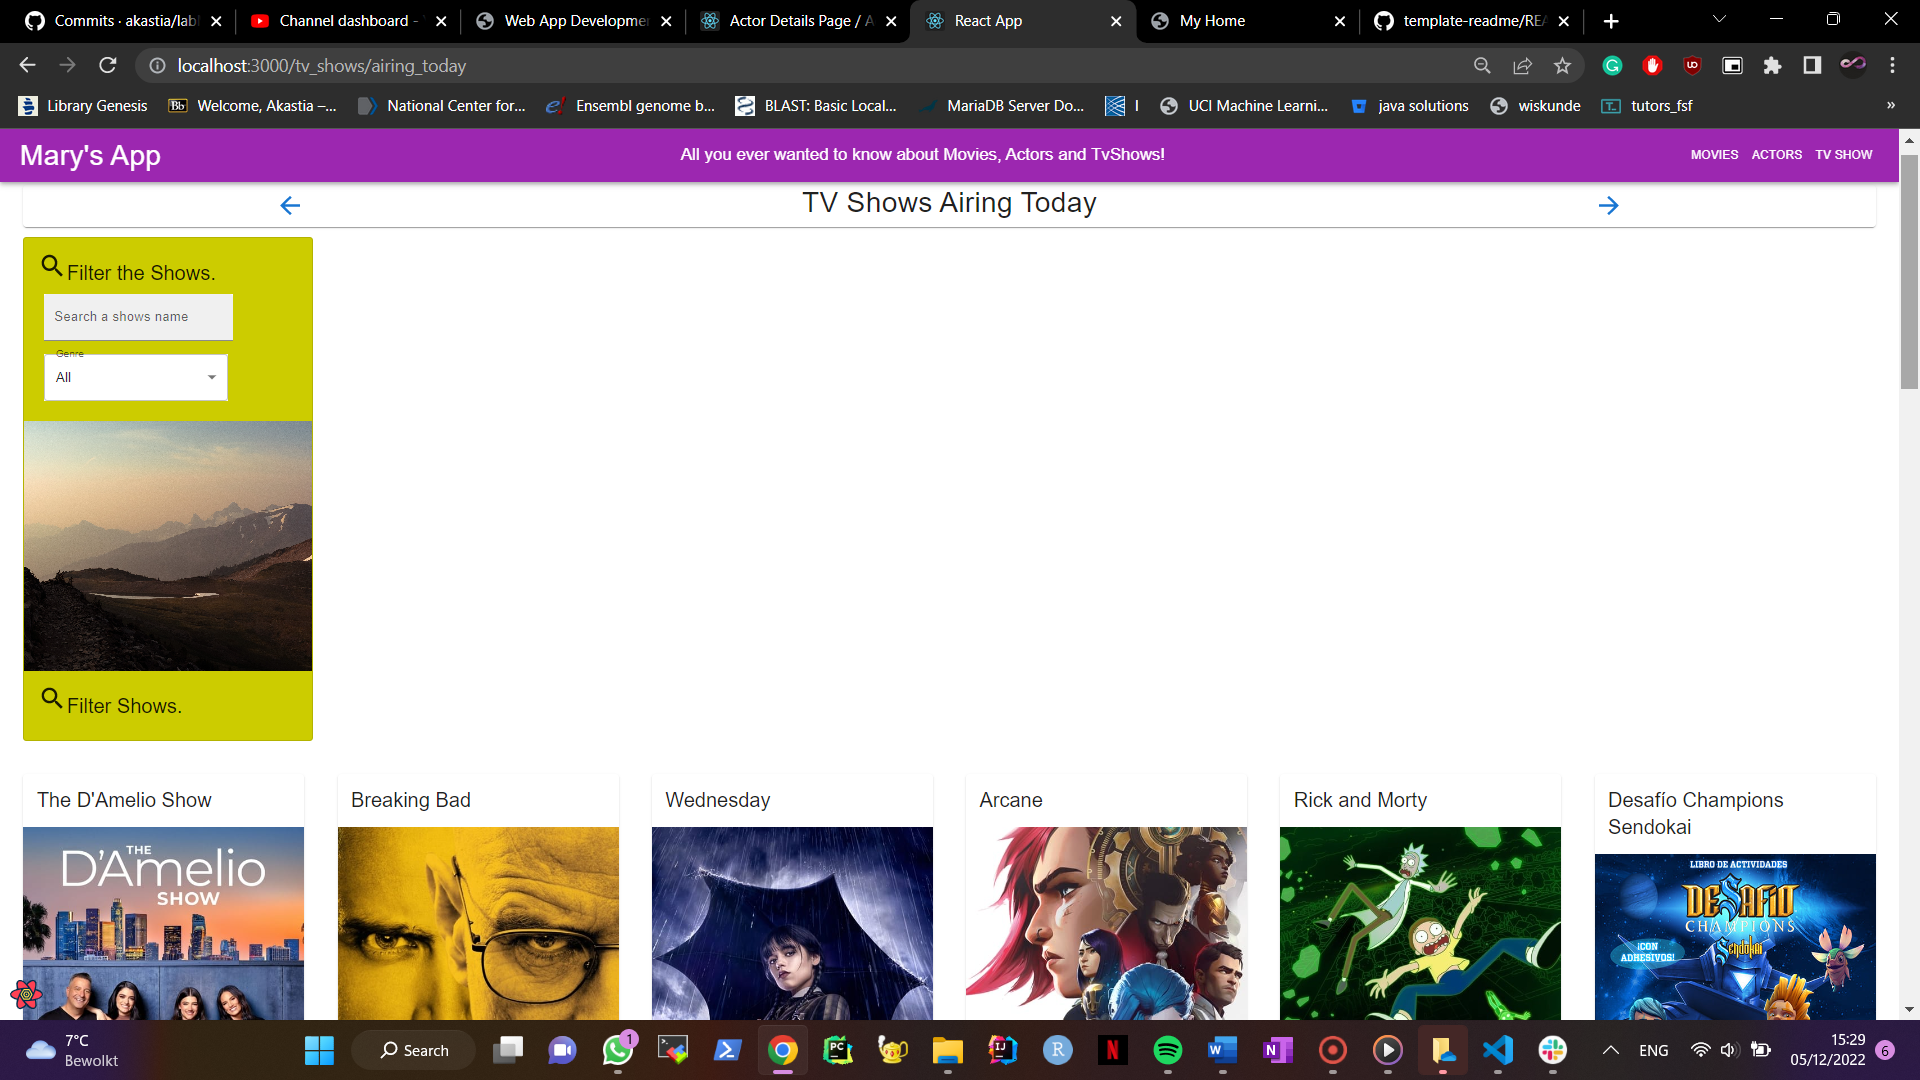 Commits · akastia/labl
Channel dashboard -
Web App Developme
Actor Details Page / A
React App
My Home
template-readme/REA
localhost:3000/tv_shows/airing_today
Library Genesis
Bb
Welcome, Akastia –...
National Center for...
Ensembl genome b...
BLAST: Basic Local...
MariaDB Server Do...
I
UCI Machine Learni...
java solutions
wiskunde
tutors_fsf
»
Mary's App
All you ever wanted to know about Movies, Actors and TvShows!
MOVIES
ACTORS
TV SHOW
TV Shows Airing Today
Filter the Shows.
Search a shows name
Genre
All
Filter Shows.
The D'Amelio Show
Breaking Bad
Wednesday
Arcane
Rick and Morty
Desafío Champions
Sendokai
THE
D'Amelio
SHOW
LIBRO DE ACTIVIDADES
DESAFÍO
CHAMPIONS
Sendokai
¡CON
ADHESIVOS!
7°C
Bewolkt
Search
1
ENG
15:29
05/12/2022
6